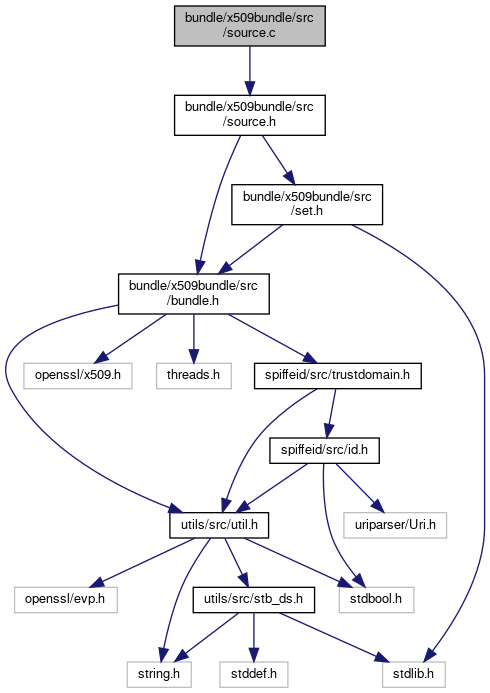 bundle/x509bundle/src
/source.c
bundle/x509bundle/src
/source.h
bundle/x509bundle/src
/set.h
bundle/x509bundle/src
/bundle.h
openssl/x509.h
threads.h
spiffeid/src/trustdomain.h
spiffeid/src/id.h
utils/src/util.h
uriparser/Uri.h
openssl/evp.h
utils/src/stb_ds.h
stdbool.h
string.h
stddef.h
stdlib.h